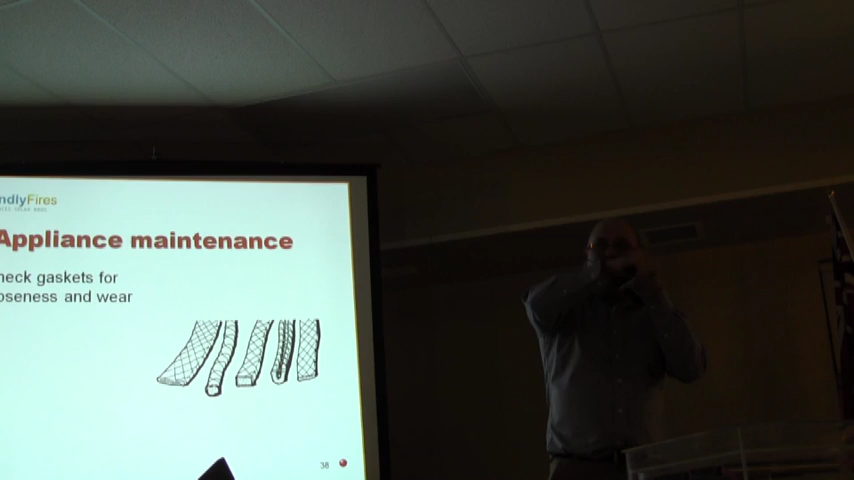 ndlyFires
Appliance maintenance
heck gaskets for
oseness and wear
38